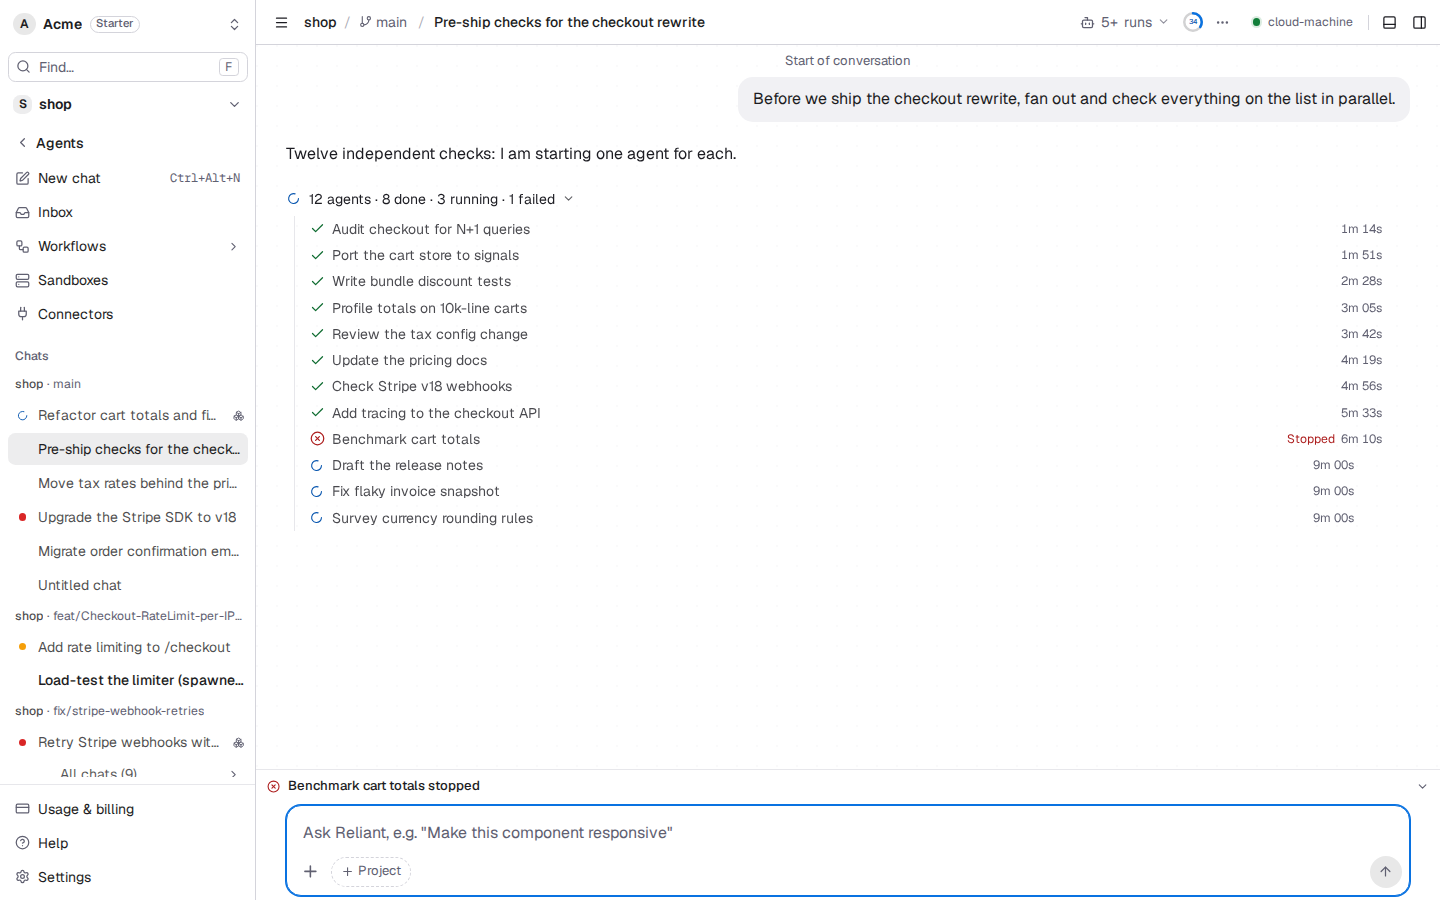 A Acme Starter
Find... F
S shop
Agents
New chat Ctrl+Alt+N
Inbox
Workflows
Sandboxes
Connectors
Chats
shop · main
Refactor cart totals and fi...
Pre-ship checks for the check...
Move tax rates behind the pri...
Upgrade the Stripe SDK to v18
Migrate order confirmation em...
Untitled chat
shop · feat/Checkout-RateLimit-per-IP...
Add rate limiting to /checkout
Load-test the limiter (spawne...
shop · fix/stripe-webhook-retries
Retry Stripe webhooks wit...
All chats (9)
Usage & billing
Help
Settings
shop / main / Pre-ship checks for the checkout rewrite
5+ runs 34 cloud-machine
Start of conversation
Before we ship the checkout rewrite, fan out and check everything on the list in parallel.
Twelve independent checks: I am starting one agent for each.
12 agents · 8 done · 3 running · 1 failed
Audit checkout for N+1 queries 1m 14s
Port the cart store to signals 1m 51s
Write bundle discount tests 2m 28s
Profile totals on 10k-line carts 3m 05s
Review the tax config change 3m 42s
Update the pricing docs 4m 19s
Check Stripe v18 webhooks 4m 56s
Add tracing to the checkout API 5m 33s
Benchmark cart totals Stopped 6m 10s
Draft the release notes 9m 00s
Fix flaky invoice snapshot 9m 00s
Survey currency rounding rules 9m 00s
Benchmark cart totals stopped
Ask Reliant, e.g. "Make this component responsive"
+ Project